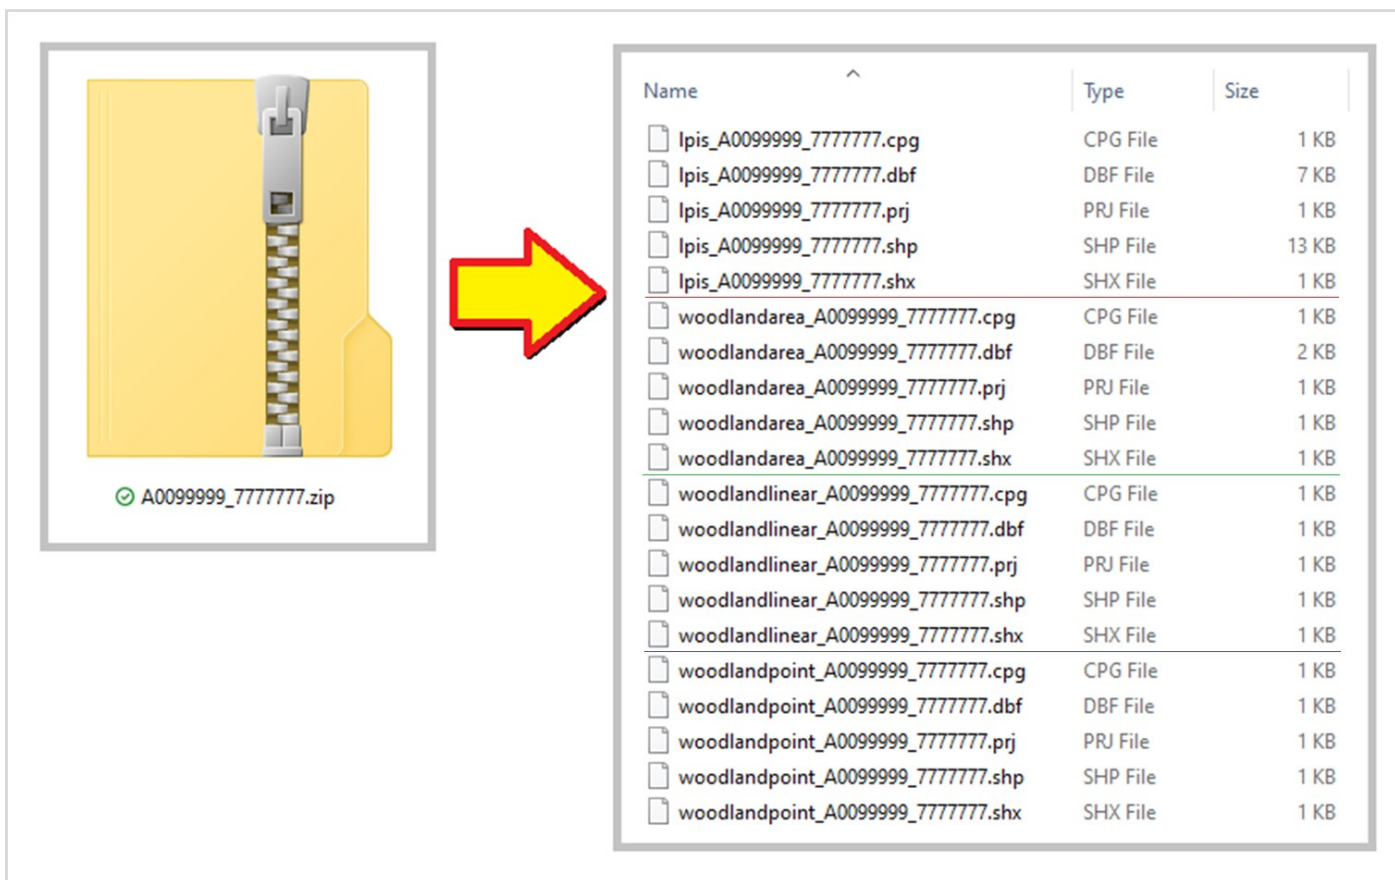 A0099999_7777777.zip
Name Type Size
lpis_A0099999_7777777.cpg CPG File 1 KB
lpis_A0099999_7777777.dbf DBF File 7 KB
lpis_A0099999_7777777.prj PRJ File 1 KB
lpis_A0099999_7777777.shp SHP File 13 KB
lpis_A0099999_7777777.shx SHX File 1 KB
woodlandarea_A0099999_7777777.cpg CPG File 1 KB
woodlandarea_A0099999_7777777.dbf DBF File 2 KB
woodlandarea_A0099999_7777777.prj PRJ File 1 KB
woodlandarea_A0099999_7777777.shp SHP File 1 KB
woodlandarea_A0099999_7777777.shx SHX File 1 KB
woodlandlinear_A0099999_7777777.cpg CPG File 1 KB
woodlandlinear_A0099999_7777777.dbf DBF File 1 KB
woodlandlinear_A0099999_7777777.prj PRJ File 1 KB
woodlandlinear_A0099999_7777777.shp SHP File 1 KB
woodlandlinear_A0099999_7777777.shx SHX File 1 KB
woodlandpoint_A0099999_7777777.cpg CPG File 1 KB
woodlandpoint_A0099999_7777777.dbf DBF File 1 KB
woodlandpoint_A0099999_7777777.prj PRJ File 1 KB
woodlandpoint_A0099999_7777777.shp SHP File 1 KB
woodlandpoint_A0099999_7777777.shx SHX File 1 KB